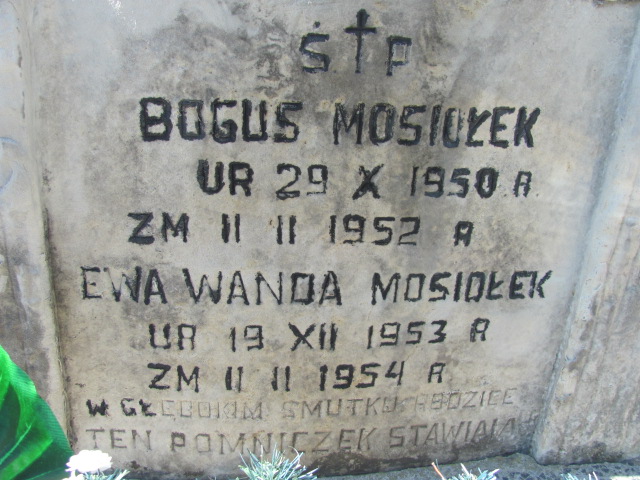 Ś † P
BOGUS MOSIOŁEK
UR 29 X 1950 R
ZM 11 II 1952 R
EWA WANDA MOSIOŁEK
UR 19 XII 1953 R
ZM 11 II 1954 R
W GŁĘBOKIM SMUTKU RODZICE
TEN POMNICZEK STAWIAJĄ